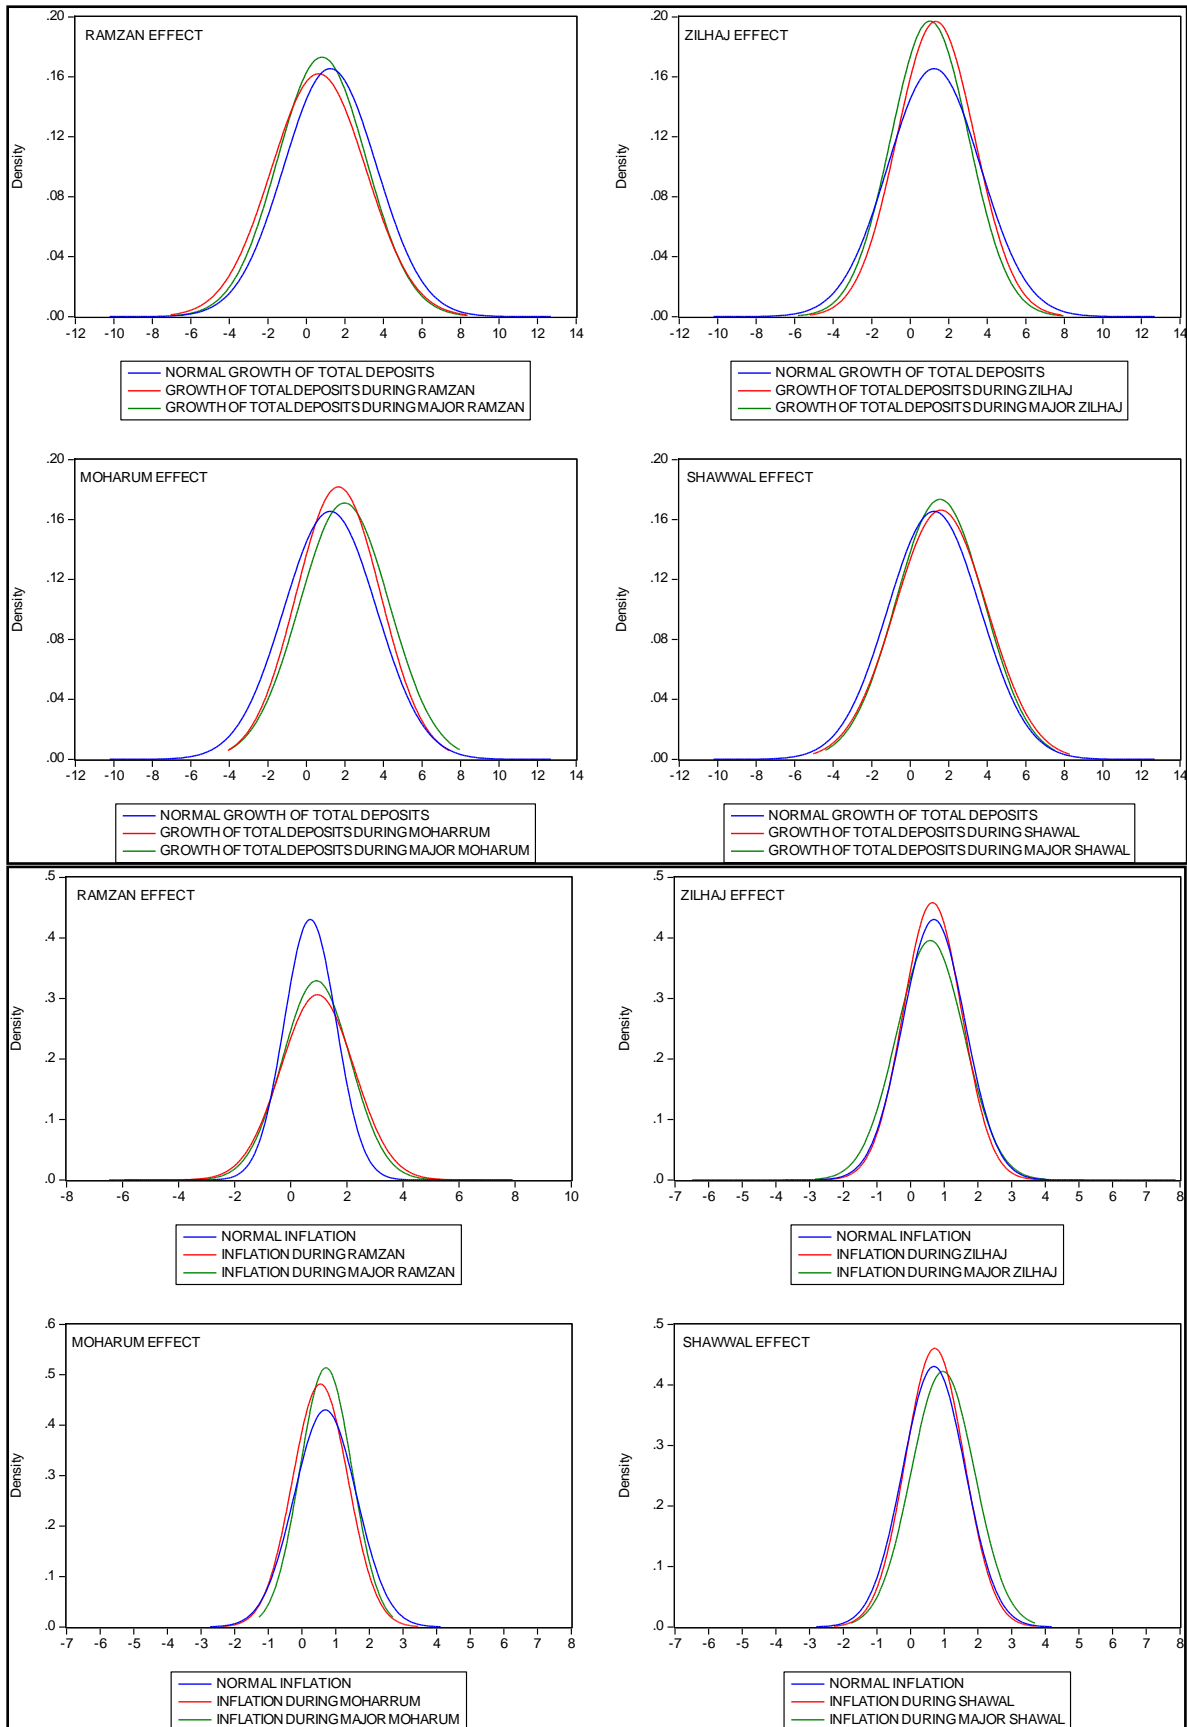 RAMZAN EFFECT
.20
.16
.12
.08
.04
.00
Density
-12 -10 -8 -6 -4 -2 0 2 4 6 8 10 12 14
NORMAL GROWTH OF TOTAL DEPOSITS
GROWTH OF TOTAL DEPOSITS DURING RAMZAN
GROWTH OF TOTAL DEPOSITS DURING MAJOR RAMZAN
ZILHAJ EFFECT
.20
.16
.12
.08
.04
.00
Density
-12 -10 -8 -6 -4 -2 0 2 4 6 8 10 12 14
NORMAL GROWTH OF TOTAL DEPOSITS
GROWTH OF TOTAL DEPOSITS DURING ZILHAJ
GROWTH OF TOTAL DEPOSITS DURING MAJOR ZILHAJ
MOHARUM EFFECT
.20
.16
.12
.08
.04
.00
Density
-12 -10 -8 -6 -4 -2 0 2 4 6 8 10 12 14
NORMAL GROWTH OF TOTAL DEPOSITS
GROWTH OF TOTAL DEPOSITS DURING MOHARRUM
GROWTH OF TOTAL DEPOSITS DURING MAJOR MOHARUM
SHAWWAL EFFECT
.20
.16
.12
.08
.04
.00
Density
-12 -10 -8 -6 -4 -2 0 2 4 6 8 10 12 14
NORMAL GROWTH OF TOTAL DEPOSITS
GROWTH OF TOTAL DEPOSITS DURING SHAWAL
GROWTH OF TOTAL DEPOSITS DURING MAJOR SHAWAL
RAMZAN EFFECT
.5
.4
.3
.2
.1
.0
Density
-8 -6 -4 -2 0 2 4 6 8 10
NORMAL INFLATION
INFLATION DURING RAMZAN
INFLATION DURING MAJOR RAMZAN
ZILHAJ EFFECT
.5
.4
.3
.2
.1
.0
Density
-7 -6 -5 -4 -3 -2 -1 0 1 2 3 4 5 6 7 8
NORMAL INFLATION
INFLATION DURING ZILHAJ
INFLATION DURING MAJOR ZILHAJ
MOHARUM EFFECT
.6
.5
.4
.3
.2
.1
.0
Density
-7 -6 -5 -4 -3 -2 -1 0 1 2 3 4 5 6 7 8
NORMAL INFLATION
INFLATION DURING MOHARRUM
INFLATION DURING MAJOR MOHARUM
SHAWWAL EFFECT
.5
.4
.3
.2
.1
.0
Density
-7 -6 -5 -4 -3 -2 -1 0 1 2 3 4 5 6 7 8
NORMAL INFLATION
INFLATION DURING SHAWAL
INFLATION DURING MAJOR SHAWAL